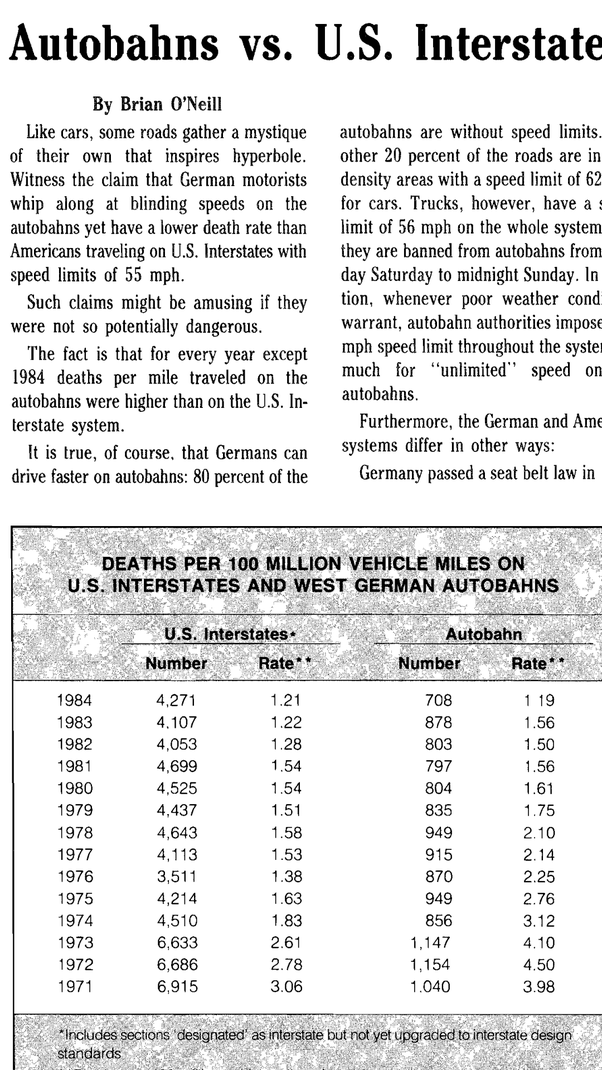 Autobahns vs. U.S. Interstate
By Brian O'Neill
Like cars, some roads gather a mystique
of their own that inspires hyperbole.
Witness the claim that German motorists
whip along at blinding speeds on the
autobahns yet have a lower death rate than
Americans traveling on U.S. Interstates with
speed limits of 55 mph.
Such claims might be amusing if they
were not so potentially dangerous.
The fact is that for every year except
1984 deaths per mile traveled on the
autobahns were higher than on the U.S. In-
terstate system.
It is true, of course, that Germans can
drive faster on autobahns: 80 percent of the
autobahns are without speed limits.
other 20 percent of the roads are in
density areas with a speed limit of 62
for cars. Trucks, however, have a s
limit of 56 mph on the whole system
they are banned from autobahns from
day Saturday to midnight Sunday. In
tion, whenever poor weather cond
warrant, autobahn authorities impose
mph speed limit throughout the syste
much for "unlimited" speed on
autobahns.
Furthermore, the German and Ame
systems differ in other ways:
Germany passed a seat belt law in
DEATHS PER 100 MILLION VEHICLE MILES ON
U.S. INTERSTATES AND WEST GERMAN AUTOBAHNS
U.S. Interstates* Autobahn
Number Rate** Number Rate**
1984 4,271 1.21 708 1 19
1983 4,107 1.22 878 1.56
1982 4,053 1.28 803 1.50
1981 4,699 1.54 797 1.56
1980 4,525 1.54 804 1.61
1979 4,437 1.51 835 1.75
1978 4,643 1.58 949 2.10
1977 4,113 1.53 915 2.14
1976 3,511 1.38 870 2.25
1975 4,214 1.63 949 2.76
1974 4,510 1.83 856 3.12
1973 6,633 2.61 1,147 4.10
1972 6,686 2.78 1,154 4.50
1971 6,915 3.06 1.040 3.98
*Includes sections 'designated' as interstate but not yet upgraded to interstate design
standards